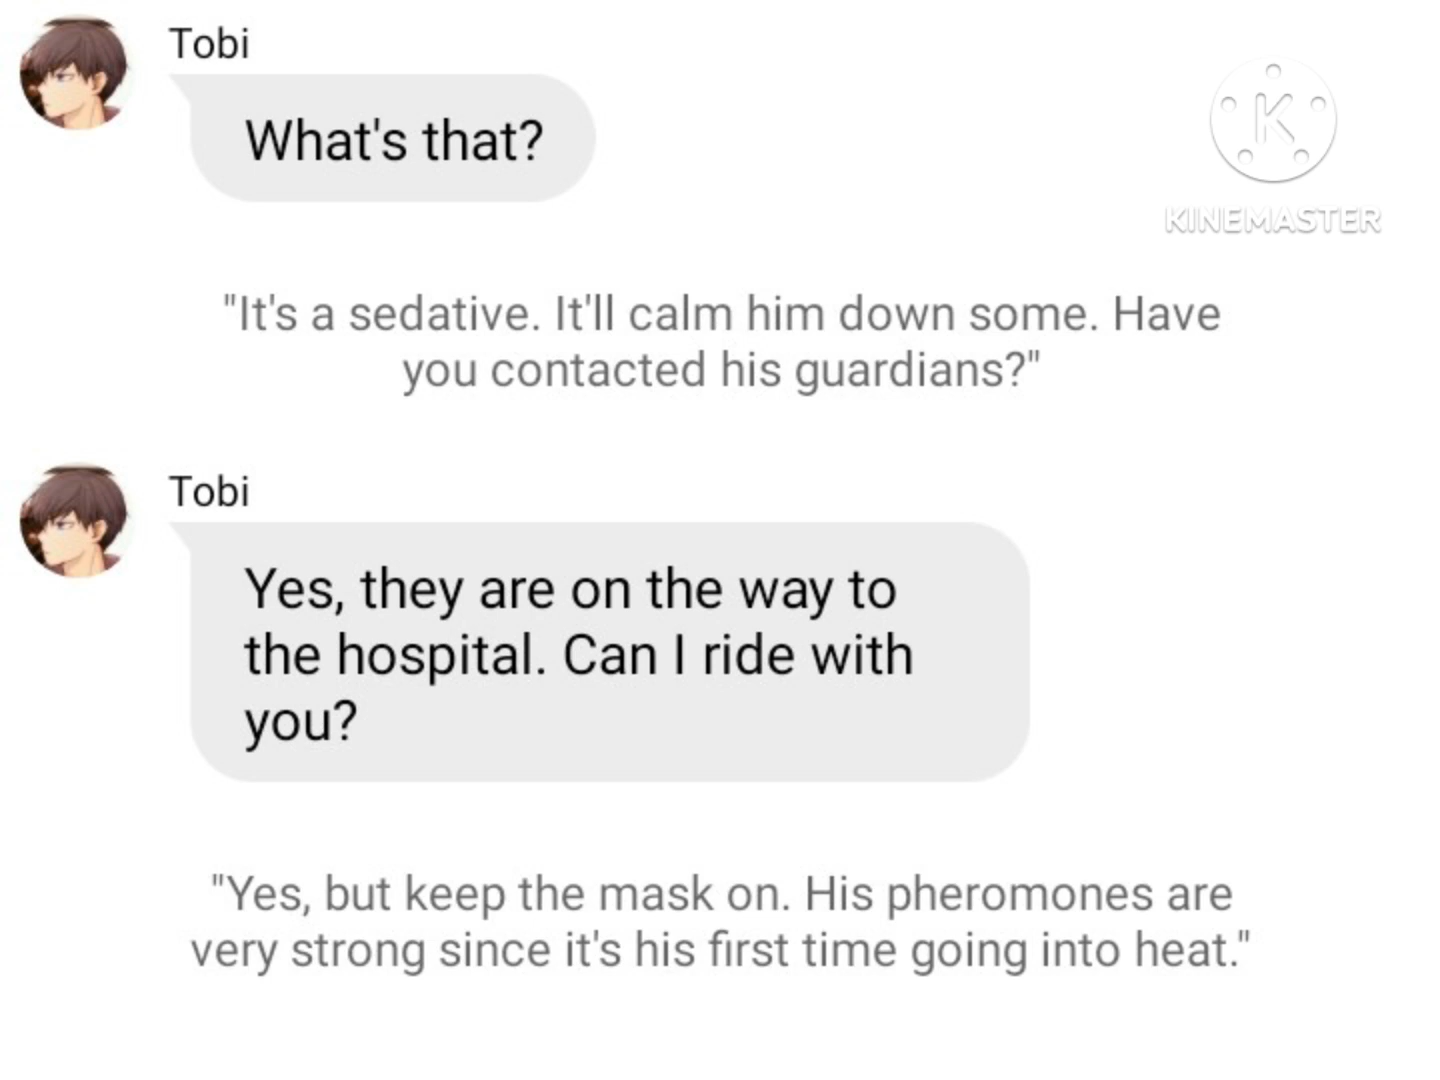 Tobi
What's that?
KINEMASTER
"It's a sedative. It'll calm him down some. Have
you contacted his guardians?"
Tobi
Yes, they are on the way to
the hospital. Can I ride with
you?
"Yes, but keep the mask on. His pheromones are
very strong since it's his first time going into heat."